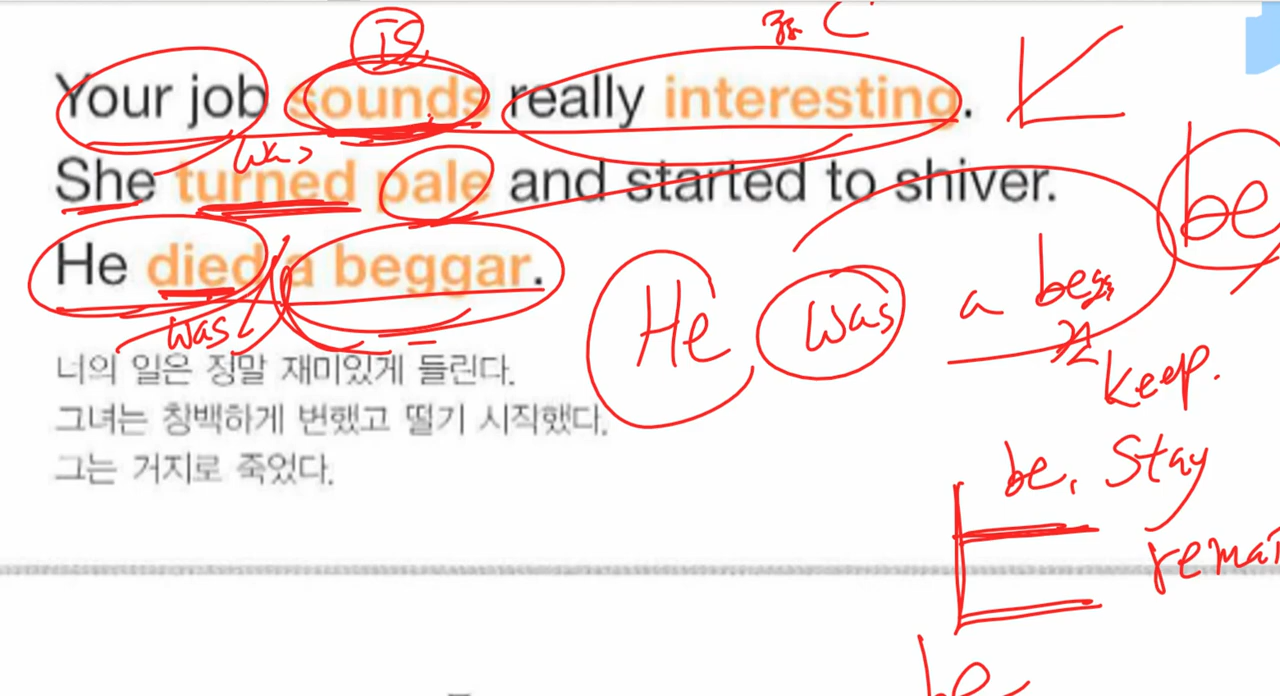 is
C
Your job sounds really interesting.
was
She turned pale and started to shiver.
be
He died a beggar.
was
He was a
너의 일은 정말 재미있게 들린다.
keep.
그녀는 창백하게 변했고 떨기 시작했다.
be, stay
그는 거지로 죽었다.
remai
be